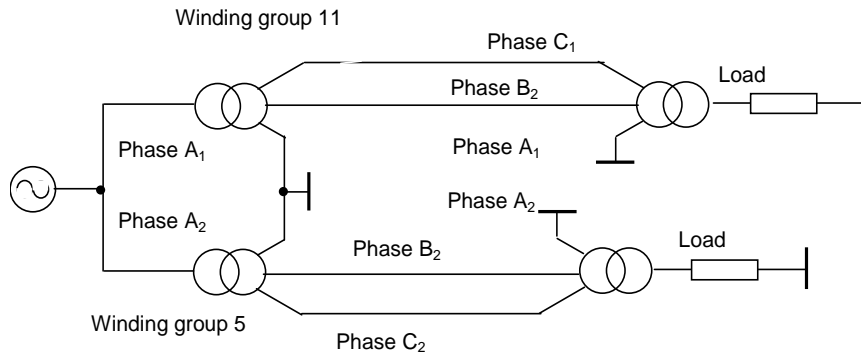 Winding group 11
Phase C₁
Load
Phase B₂
Phase A₁
Phase A₁
Phase A₂
Phase A₂
Load
Phase B₂
Winding group 5
Phase C₂